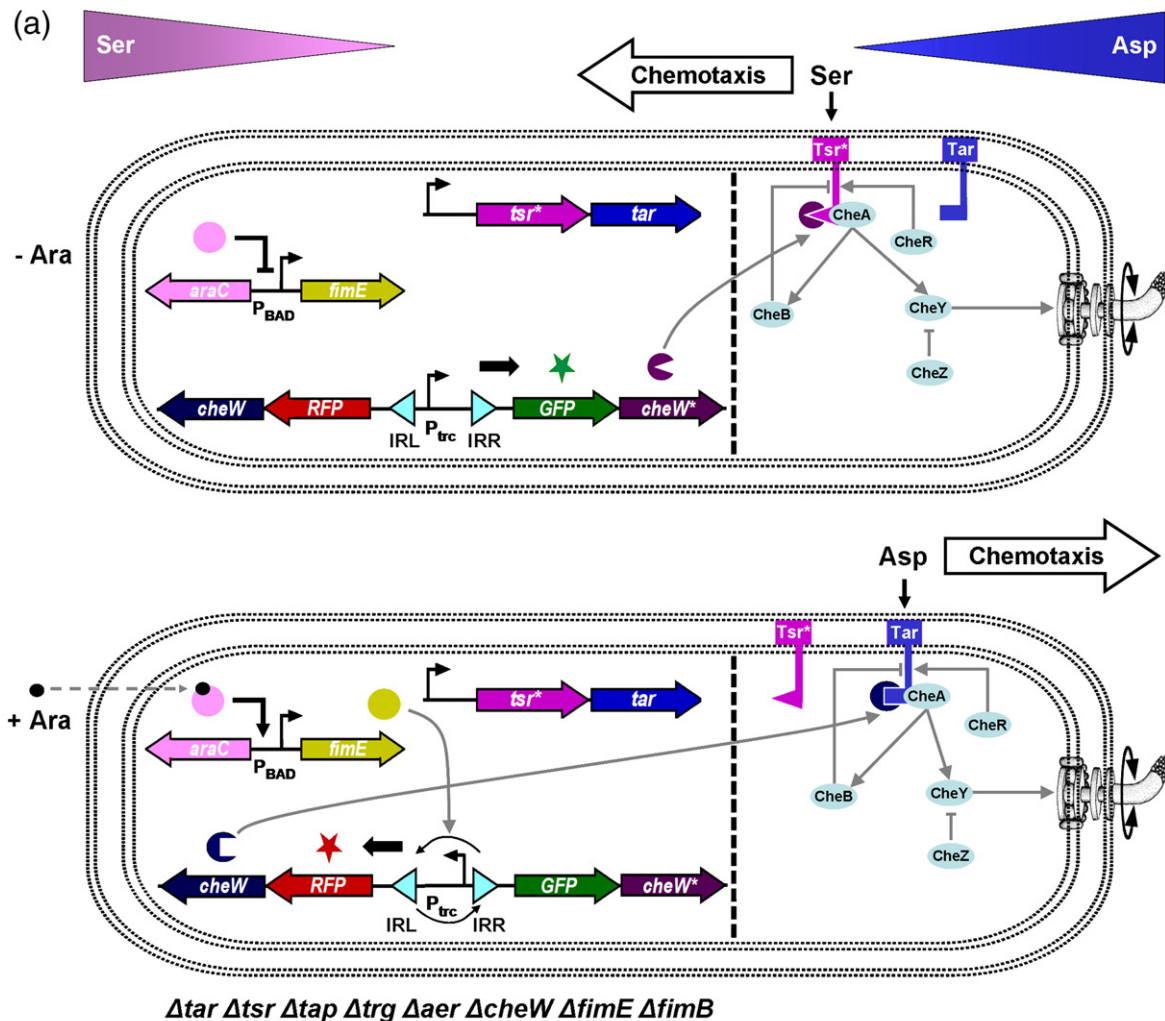 (a)
Ser
Asp
Chemotaxis
Ser
Tsr*
Tar
tsr*
tar
CheA
CheR
- Ara
araC
PBAD
fimE
CheB
CheY
CheZ
cheW
RFP
IRL
Ptrc
IRR
GFP
cheW*
Asp
Chemotaxis
Tsr*
Tar
+ Ara
tsr*
tar
CheA
CheR
araC
PBAD
fimE
CheB
CheY
CheZ
cheW
RFP
IRL
Ptrc
IRR
GFP
cheW*
Δtar Δtsr Δtap Δtrg Δaer ΔcheW ΔfimE ΔfimB